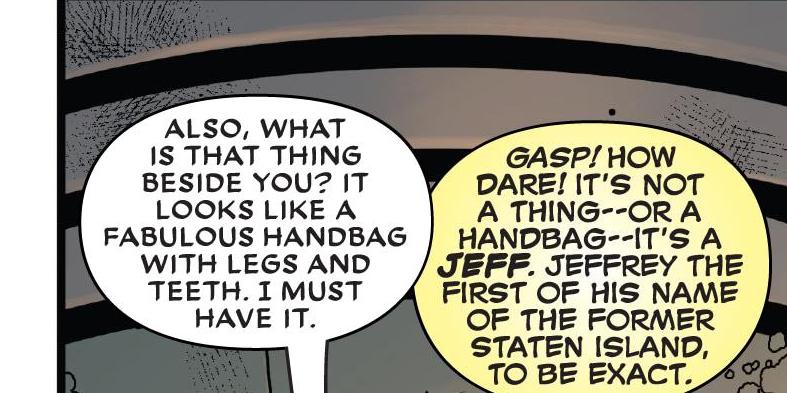 ALSO, WHAT
IS THAT THING
BESIDE YOU? IT
LOOKS LIKE A
FABULOUS HANDBAG
WITH LEGS AND
TEETH. I MUST
HAVE IT.
GASP! HOW
DARE! IT'S NOT
A THING--OR A
HANDBAG--IT'S A
JEFF. JEFFREY THE
FIRST OF HIS NAME
OF THE FORMER
STATEN ISLAND,
TO BE EXACT.